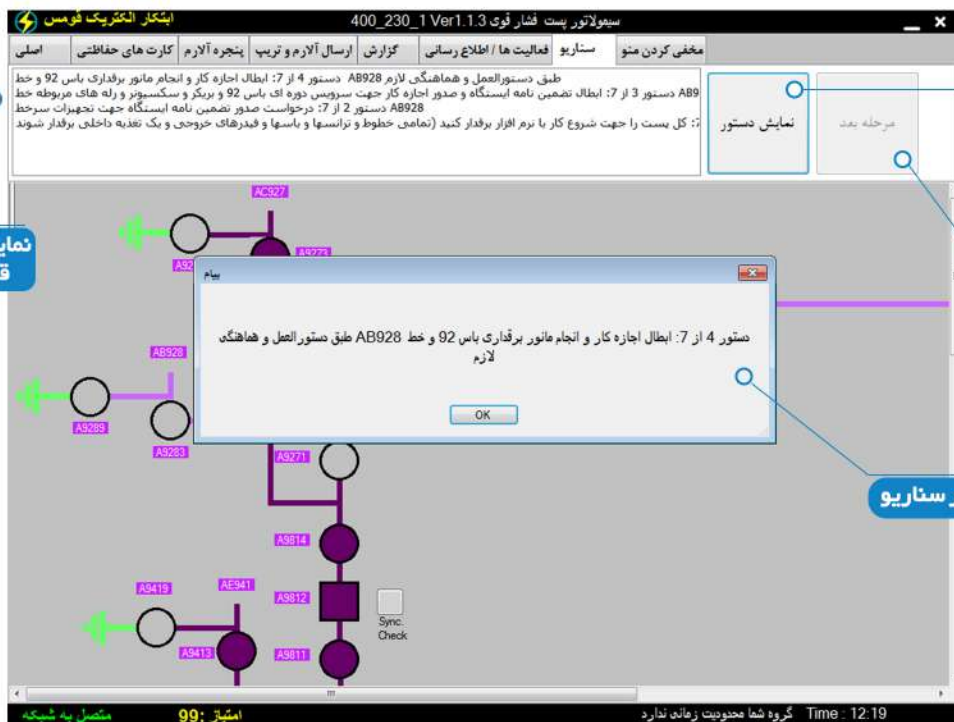 سیمولاتور پست فشار قوی 400_230_1 Ver1.1.3
ابتکار الکتریک قومس
اصلی
کارت های حفاظتی
پنجره آلارم
ارسال آلارم و تریپ
گزارش
فعالیت ها / اطلاع رسانی
سناریو
مخفی کردن منو
طبق دستورالعمل و هماهنگی لازم AB928 دستور 4 از 7: ابطال اجازه کار و انجام مانور برقداری باس 92 و خط
AB9 دستور 3 از 7: ابطال تضمین نامه ایستگاه و صدور اجازه کار جهت سرویس دوره ای باس 92 و بریکر و سکسیونر و رله های مربوطه خط
AB928 دستور 2 از 7: درخواست صدور تضمین نامه ایستگاه جهت تجهیزات سرخط
7: کل پست را جهت شروع کار با نرم افزار برقدار کنید (تمامی خطوط و ترانسها و باسها و فیدرهای خروجی و یک تغذیه داخلی برقدار شوند
نمایش دستور
مرحله بعد
AC927
A9273
پیام
دستور 4 از 7: ابطال اجازه کار و انجام مانور برقداری باس 92 و خط AB928 طبق دستورالعمل و هماهنگی
لازم
OK
AB928
A9289
A9283
A9271
A9814
A9419
AE941
A9812
Sync.
Check
A9413
A9811
سناریو
متصل به شبکه
امتیاز :99
گروه شما محدودیت زمانی ندارد
Time : 12:19